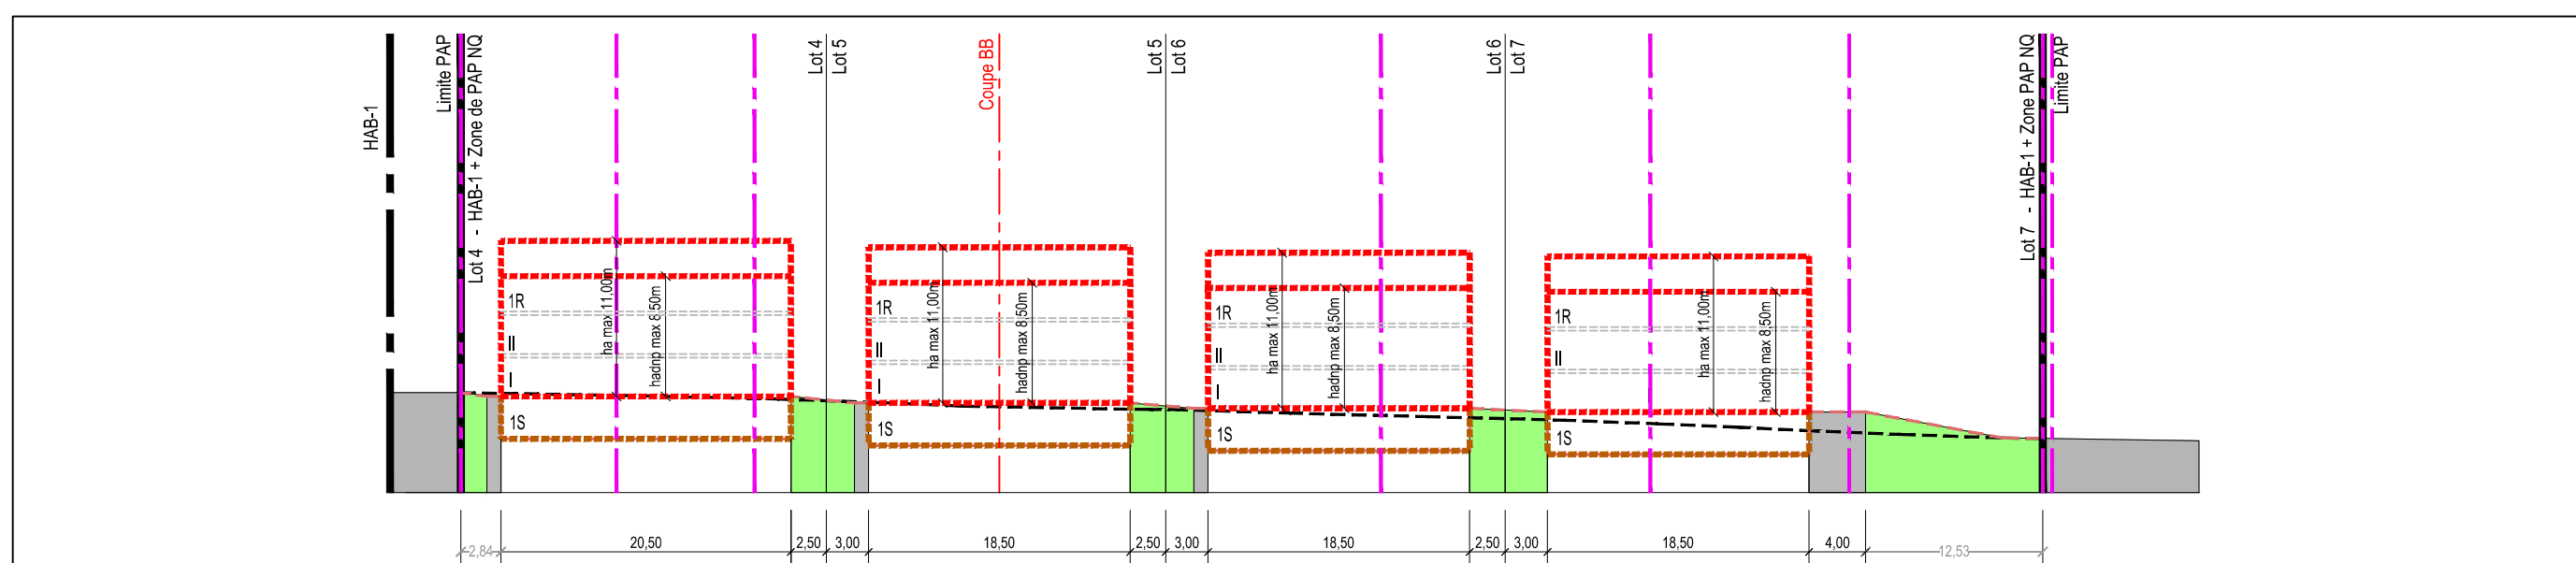 HAB-1
Limite PAP
Lot 4 - HAB-1 + Zone de PAP NQ
Lot 4
Lot 5
Coupe BB
Lot 5
Lot 6
Lot 6
Lot 7
Lot 7 - HAB-1 + Zone PAP NQ
Limite PAP
1R
II
I
1S
ha max 11,00m
hadnp max 8,50m
1R
II
I
1S
ha max 11,00m
hadnp max 8,50m
1R
II
I
1S
ha max 11,00m
hadnp max 8,50m
1R
II
1S
ha max 11,00m
hadnp max 8,50m
2,84 20,50 2,50 3,00 18,50 2,50 3,00 18,50 2,50 3,00 18,50 4,00 12,53